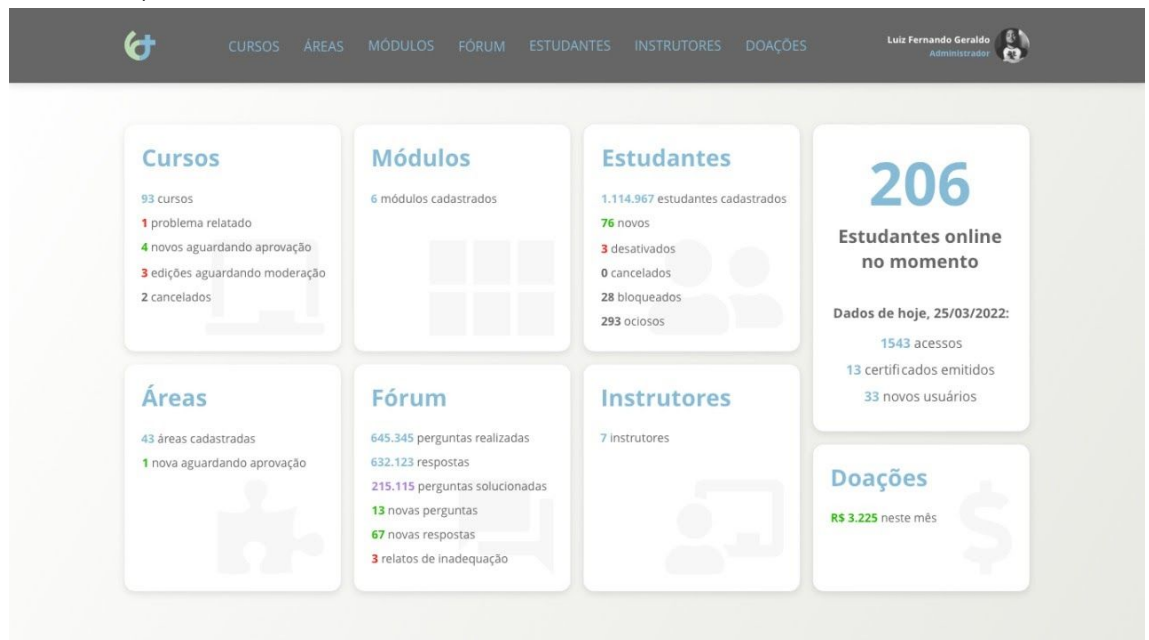 CURSOS ÁREAS MÓDULOS FÓRUM ESTUDANTES INSTRUTORES DOAÇÕES
Luiz Fernando Geraldo
Administrador
Cursos
93 cursos
1 problema relatado
4 novos aguardando aprovação
3 edições aguardando moderação
2 cancelados
Módulos
6 módulos cadastrados
Estudantes
1.114.967 estudantes cadastrados
76 novos
3 desativados
0 cancelados
28 bloqueados
293 ociosos
206
Estudantes online
no momento
Dados de hoje, 25/03/2022:
1543 acessos
13 certificados emitidos
33 novos usuários
Áreas
43 áreas cadastradas
1 nova aguardando aprovação
Fórum
645.345 perguntas realizadas
632.123 respostas
215.115 perguntas solucionadas
13 novas perguntas
67 novas respostas
3 relatos de inadequação
Instrutores
7 instrutores
Doações
R$ 3.225 neste mês